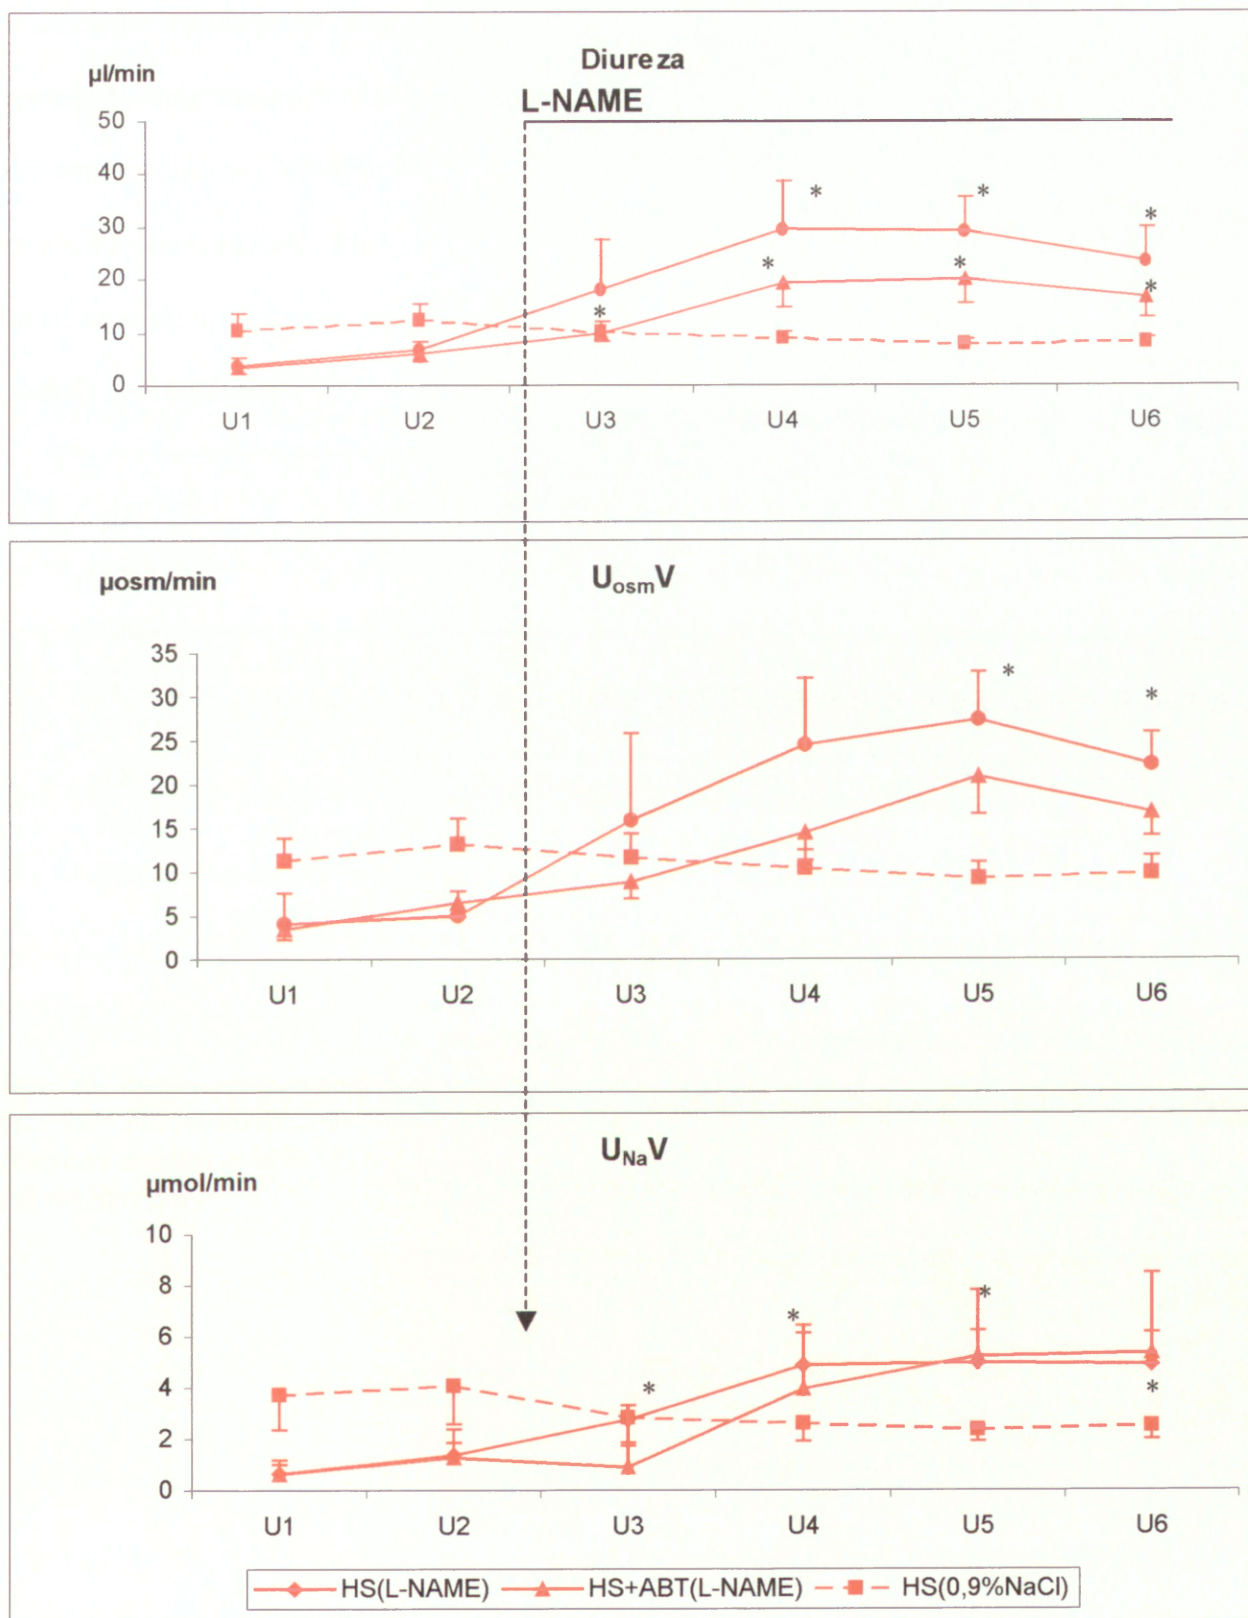 Diureza
µl/min
L-NAME
50
40
30
20
10
0
* * *
* * * *
U1 U2 U3 U4 U5 U6
U_osm V
µosm/min
35
30
25
20
15
10
5
0
* *
U1 U2 U3 U4 U5 U6
U_Na V
µmol/min
10
8
6
4
2
0
* * * *
U1 U2 U3 U4 U5 U6
HS(L-NAME) HS+ABT(L-NAME) HS(0,9%NaCl)